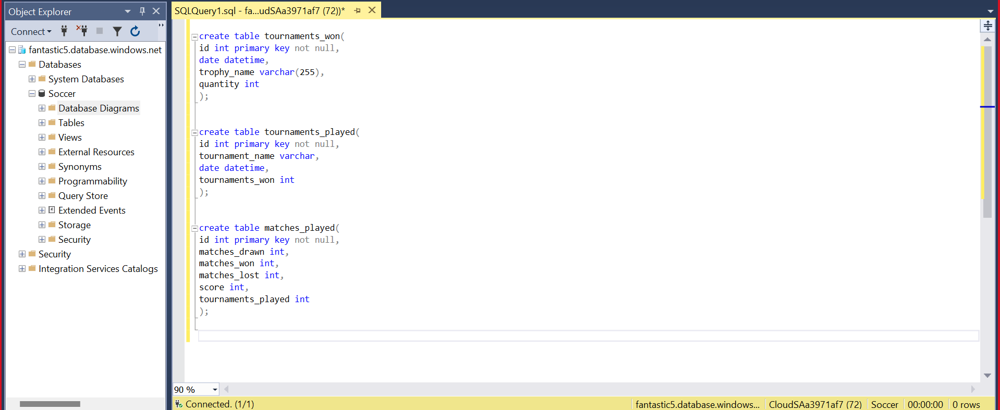 Object Explorer
Connect
fantastic5.database.windows.net
Databases
System Databases
Soccer
Database Diagrams
Tables
Views
External Resources
Synonyms
Programmability
Query Store
Extended Events
Storage
Security
Security
Integration Services Catalogs
SQLQuery1.sql - fa...udSAa3971af7 (72))*
create table tournaments_won(
id int primary key not null,
date datetime,
trophy_name varchar(255),
quantity int
);
create table tournaments_played(
id int primary key not null,
tournament_name varchar,
date datetime,
tournaments_won int
);
create table matches_played(
id int primary key not null,
matches_drawn int,
matches_won int,
matches_lost int,
score int,
tournaments_played int
);
90 %
Connected. (1/1)
fantastic5.database.windows... CloudSAa3971af7 (72) Soccer 00:00:00 0 rows